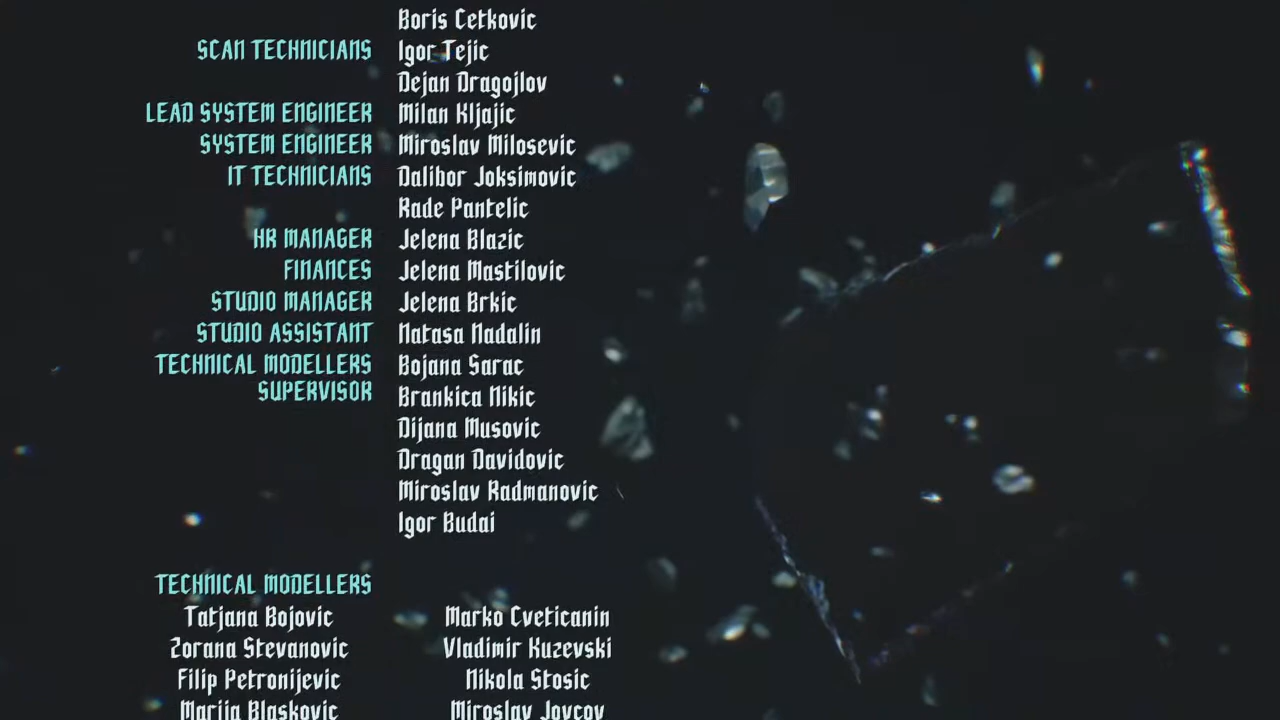 Boris Cetkovic
SCAN TECHNICIANS Igor Tejic
Dejan Dragojlov
LEAD SYSTEM ENGINEER Milan Kljajic
SYSTEM ENGINEER Miroslav Milosevic
IT TECHNICIANS Dalibor Joksimovic
Rade Pantelic
HR MANAGER Jelena Blazic
FINANCES Jelena Mastilovic
STUDIO MANAGER Jelena Brkic
STUDIO ASSISTANT Natasa Nadalin
TECHNICAL MODELLERS Bojana Sarac
SUPERVISOR Brankica Nikic
Dijana Musovic
Dragan Davidovic
Miroslav Radmanovic
Igor Budai
TECHNICAL MODELLERS
Tatjana Bojovic Marko Cveticanin
Zorana Stevanovic Vladimir Kuzevski
Filip Petronijevic Nikola Stosic
Marija Blaskovic Miroslav Jovcov